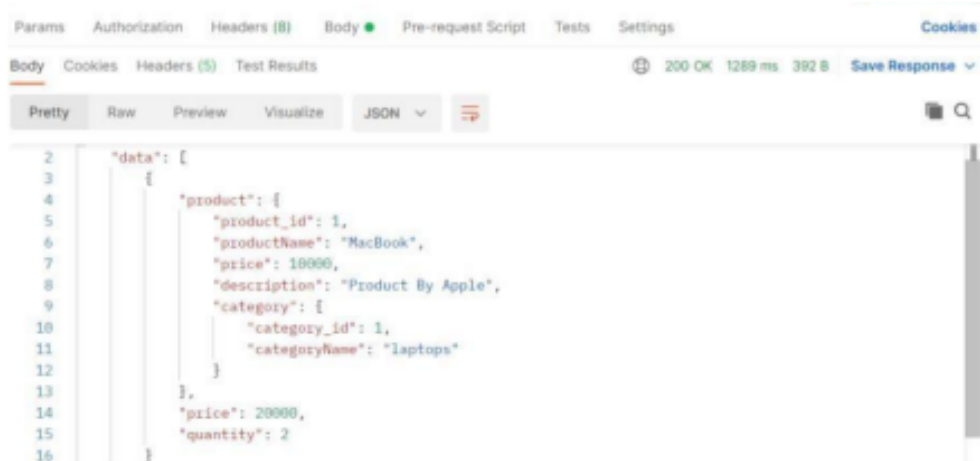 Params Authorization Headers (8) Body Pre-request Script Tests Settings Cookies
Body Cookies Headers (5) Test Results 200 OK 1289 ms 392 B Save Response
Pretty Raw Preview Visualize JSON
2 "data": [
3 {
4 "product": {
5 "product_id": 1,
6 "productName": "MacBook",
7 "price": 10000,
8 "description": "Product By Apple",
9 "category": {
10 "category_id": 1,
11 "categoryName": "laptops"
12 }
13 },
14 "price": 20000,
15 "quantity": 2
16 }